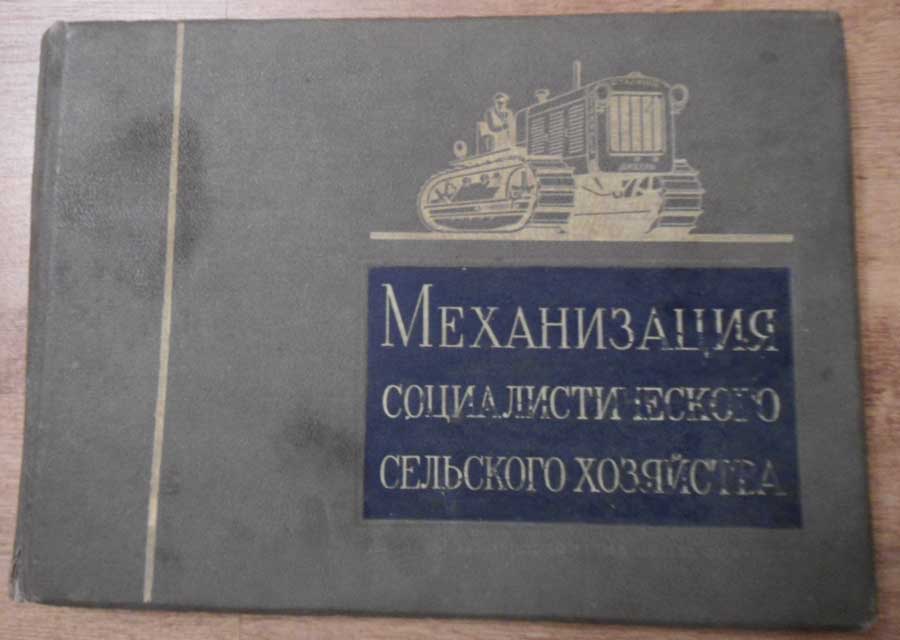 Механизация
социалистического
сельского хозяйства